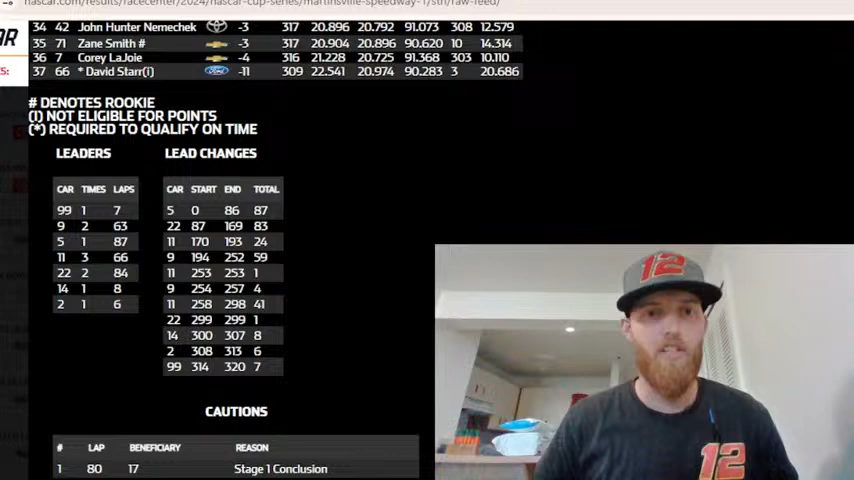 nascar.com/results/racecenter/2024/nascar-cup-series/martinsville-speedway-1/stn/raw-feed/
34 42 John Hunter Nemechek TOYOTA -3 317 20.896 20.792 91.073 308 12.579
35 71 Zane Smith # -3 317 20.904 20.896 90.620 10 14.314
36 7 Corey LaJoie -4 316 21.228 20.725 91.368 303 10.110
37 66 * David Starr(i) Ford -11 309 22.541 20.974 90.283 3 20.686
# DENOTES ROOKIE
(I) NOT ELIGIBLE FOR POINTS
(*) REQUIRED TO QUALIFY ON TIME
LEADERS
CAR TIMES LAPS
99 1 7
9 2 63
5 1 87
11 3 66
22 2 84
14 1 8
2 1 6
LEAD CHANGES
CAR START END TOTAL
5 0 86 87
22 87 169 83
11 170 193 24
9 194 252 59
11 253 253 1
9 254 257 4
11 258 298 41
22 299 299 1
14 300 307 8
2 308 313 6
99 314 320 7
CAUTIONS
# LAP BENEFICIARY REASON
1 80 17 Stage 1 Conclusion
AR
S:
12
12